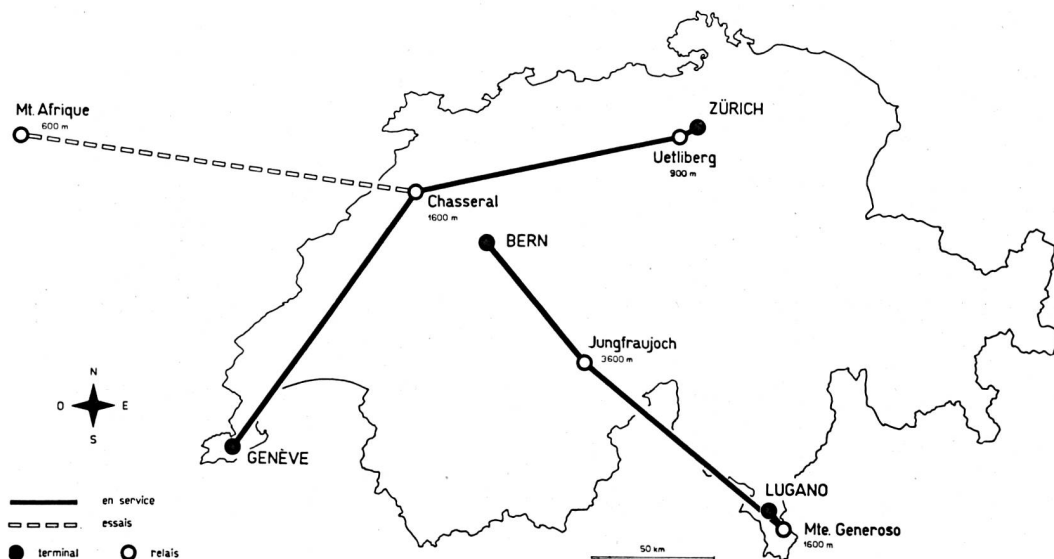 Mt. Afrique
600 m
ZÜRICH
Uetliberg
900 m
Chasseral
1600 m
BERN
Jungfraujoch
3600 m
N
O E
S
GENÈVE
LUGANO
Mte. Generoso
1600 m
en service
essais
terminal relais
50 km